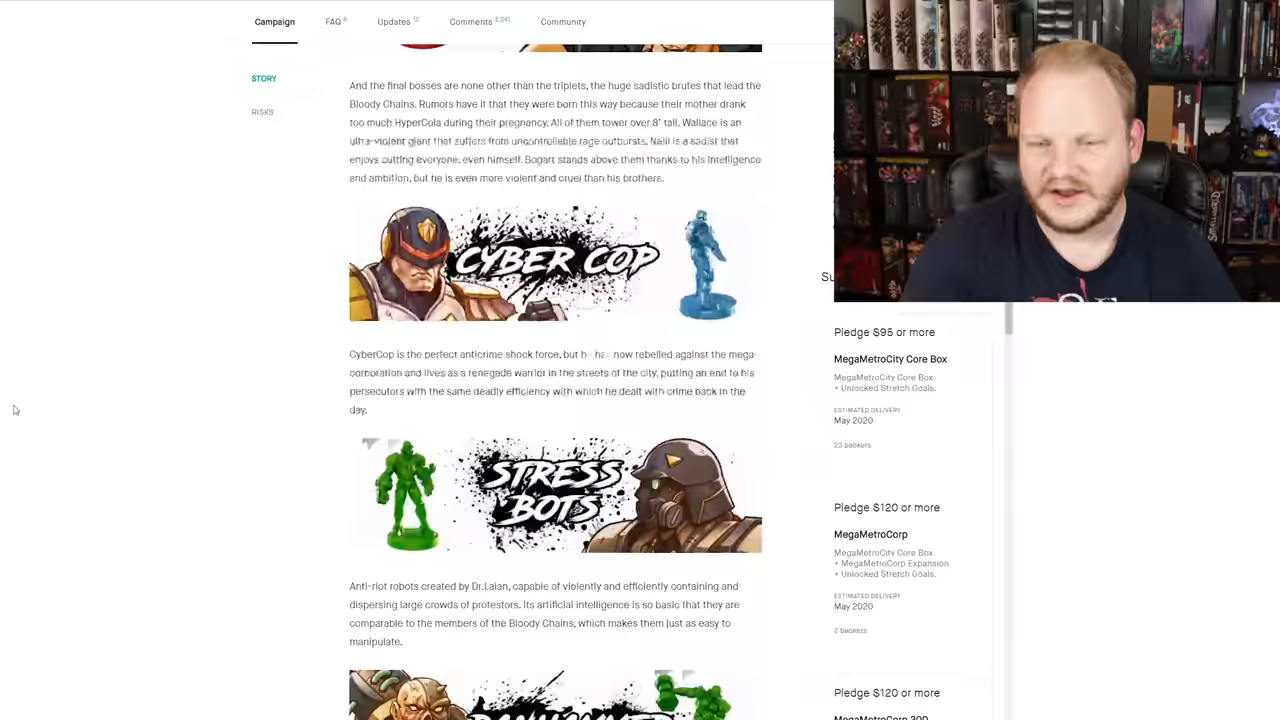 Campaign FAQ 6 Updates 12 Comments 2,041 Community
STORY
RISKS
And the final bosses are none other than the triplets, the huge sadistic brutes that lead the
Bloody Chains. Rumors have it that they were born this way because their mother drank
too much HyperCola during their pregnancy. All of them tower over 8' tall. Wallace is an
ultra-violent giant that suffers from uncontrollable rage outbursts. Neill is a sadist that
enjoys cutting everyone, even himself. Bogart stands above them thanks to his intelligence
and ambition, but he is even more violent and cruel than his brothers.
CYBER COP
CyberCop is the perfect anticrime shock force, but he has now rebelled against the mega-
corporation and lives as a renegade warrior in the streets of the city, putting an end to his
persecutors with the same deadly efficiency with which he dealt with crime back in the
day.
STRESS
BOTS
Anti-riot robots created by Dr.Laian, capable of violently and efficiently containing and
dispersing large crowds of protestors. Its artificial intelligence is so basic that they are
comparable to the members of the Bloody Chains, which makes them just as easy to
manipulate.
Su
Pledge $95 or more
MegaMetroCity Core Box
MegaMetroCity Core Box
+ Unlocked Stretch Goals.
ESTIMATED DELIVERY
May 2020
23 backers
Pledge $120 or more
MegaMetroCorp
MegaMetroCity Core Box
+ MegaMetroCorp Expansion
+ Unlocked Stretch Goals.
ESTIMATED DELIVERY
May 2020
2 backers
Pledge $120 or more
MegaMetroCorp 300